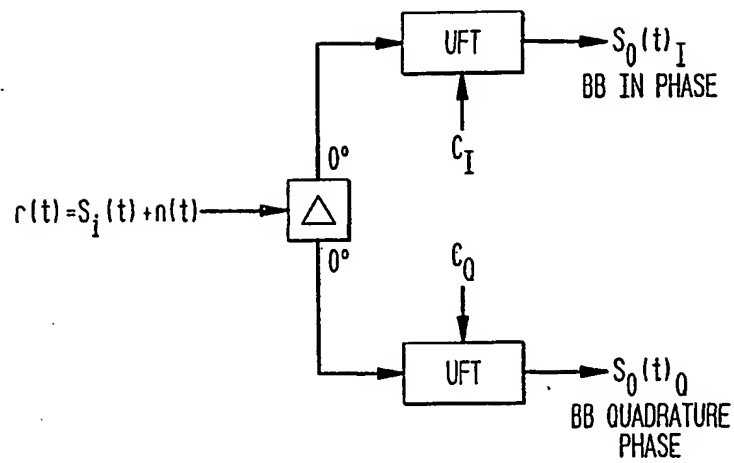 UFT
S₀(t)I
BB IN PHASE
CI
0°
r(t)=Si(t)+n(t)
0°
CQ
UFT
S₀(t)Q
BB QUADRATURE
PHASE